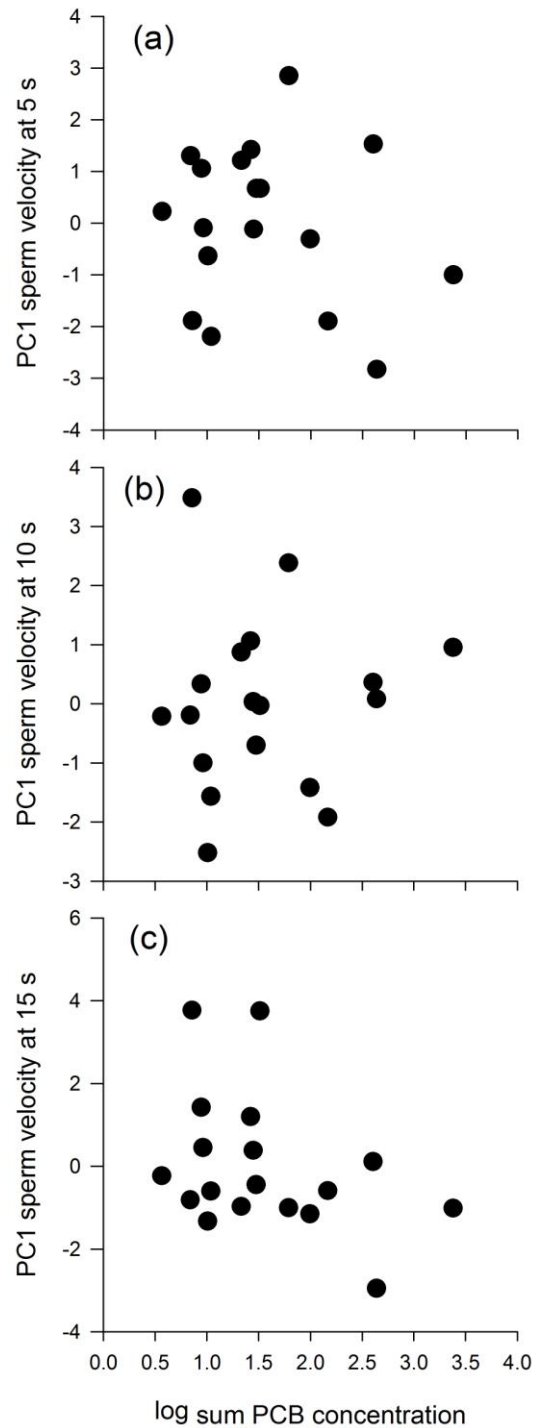 (a)
PC1 sperm velocity at 5 s
4
3
2
1
0
-1
-2
-3
-4
(b)
PC1 sperm velocity at 10 s
4
3
2
1
0
-1
-2
-3
(c)
PC1 sperm velocity at 15 s
6
4
2
0
-2
-4
0.0 0.5 1.0 1.5 2.0 2.5 3.0 3.5 4.0
log sum PCB concentration